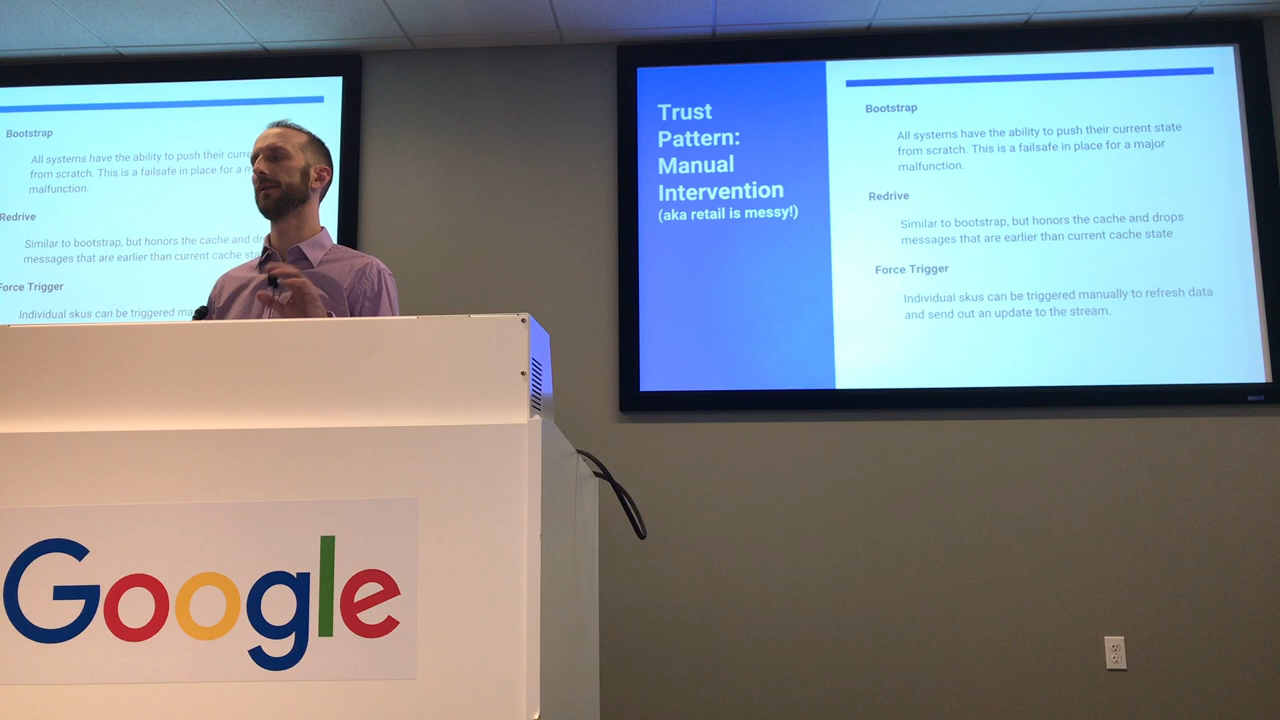 Bootstrap
All systems have the ability to push their curre
from scratch. This is a failsafe in place for a m
malfunction.
Redrive
Similar to bootstrap, but honors the cache and dr
messages that are earlier than current cache sta
Force Trigger
Individual skus can be triggered ma
Trust
Pattern:
Manual
Intervention
(aka retail is messy!)
Bootstrap
All systems have the ability to push their current state
from scratch. This is a failsafe in place for a major
malfunction.
Redrive
Similar to bootstrap, but honors the cache and drops
messages that are earlier than current cache state
Force Trigger
Individual skus can be triggered manually to refresh data
and send out an update to the stream.
Google